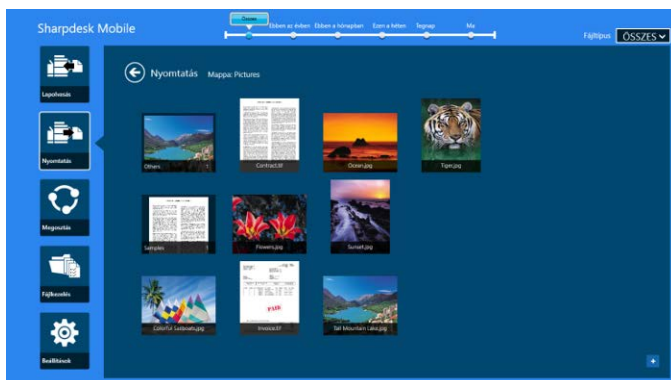 Sharpdesk Mobile
Összes
Ebben az évben
Ebben a hónapban
Ezen a héten
Tegnap
Ma
Fájltípus
ÖSSZES
Lapolvasás
Nyomtatás Mappa: Pictures
Nyomtatás
Others
Contract.tif
Ocean.jpg
Tiger.jpg
Megosztás
Samples
Flowers.jpg
Sunset.jpg
Fájlkezelés
Colorful Sailboats.jpg
Invoice.tif
Tall Mountain Lake.jpg
PAID
Beállítások